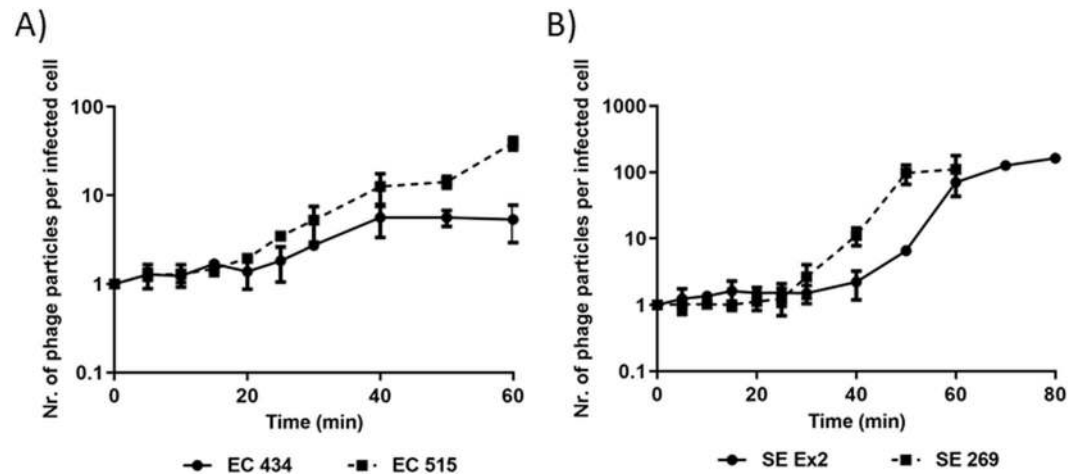 A)
Nr. of phage particles per infected cell
100
10
1
0.1
0
20
40
60
Time (min)
EC 434
EC 515
B)
Nr. of phage particles per infected cell
1000
100
10
1
0.1
0
20
40
60
80
Time (min)
SE Ex2
SE 269